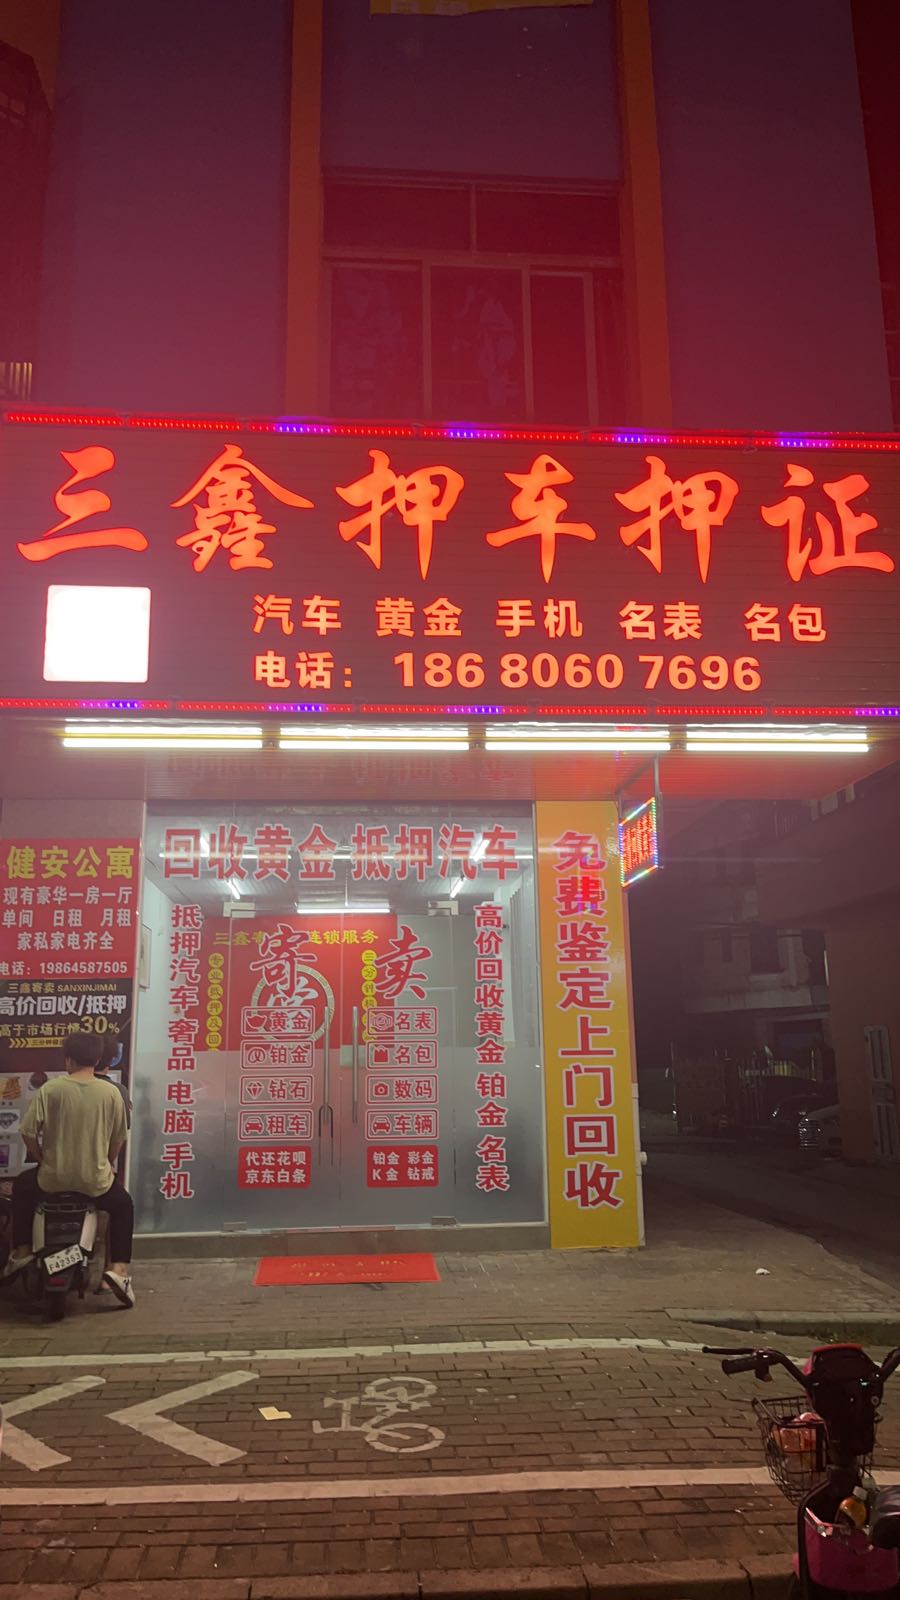 三鑫押车押证
汽车 黄金 手机 名表 名包
电话：186 8060 7696
回收黄金 抵押汽车
健安公寓
现有豪华一房一厅
单间 日租 月租
家私家电齐全
电话：19864587505
三鑫寄卖 SANXINJIMAI
高价回收/抵押
高于市场行情30%
抵押汽车奢品 电脑 手机
连锁服务
寄卖
黄金
铂金
钻石
租车
代还花呗
京东白条
名表
名包
数码
车辆
铂金 彩金
K金 钻戒
高价回收黄金 铂金 名表
免费鉴定上门回收
F42353